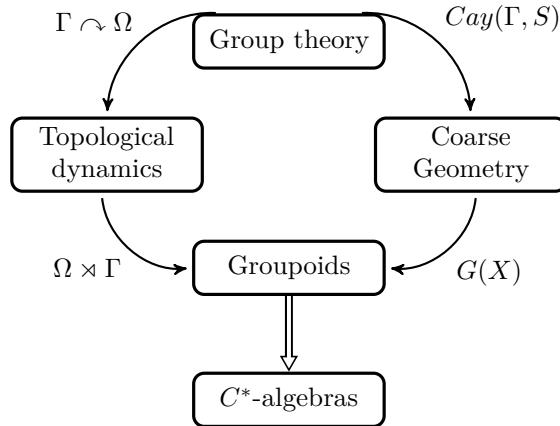 Γ ↷ Ω
Group theory
Cay(Γ, S)
Topological
dynamics
Coarse
Geometry
Ω ⋊ Γ
Groupoids
G(X)
C*-algebras